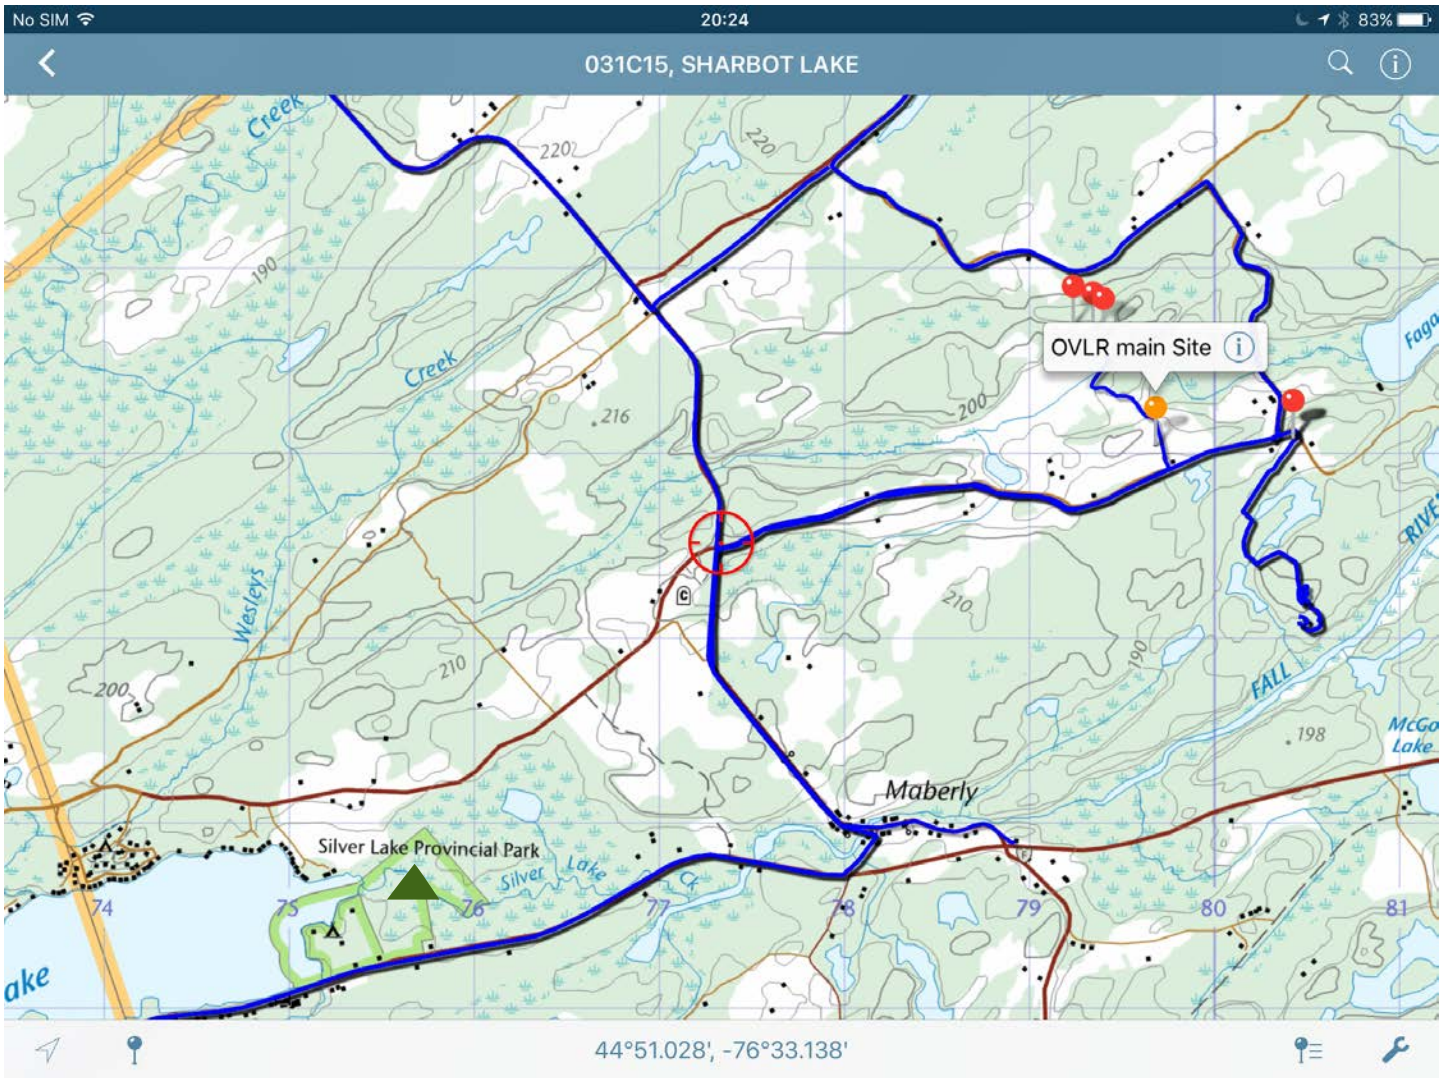 No SIM
20:24
83%
031C15, SHARBOT LAKE
Creek
220
220
190
Creek
216
200
OVLR main Site
Faga
RIVE
Wesleys
C
210
210
190
200
FALL
198
McGo
Lake
Maberly
Silver Lake Provincial Park
Silver Lake Ck
74 75 76 77 78 79 80 81
ake
44°51.028', -76°33.138'